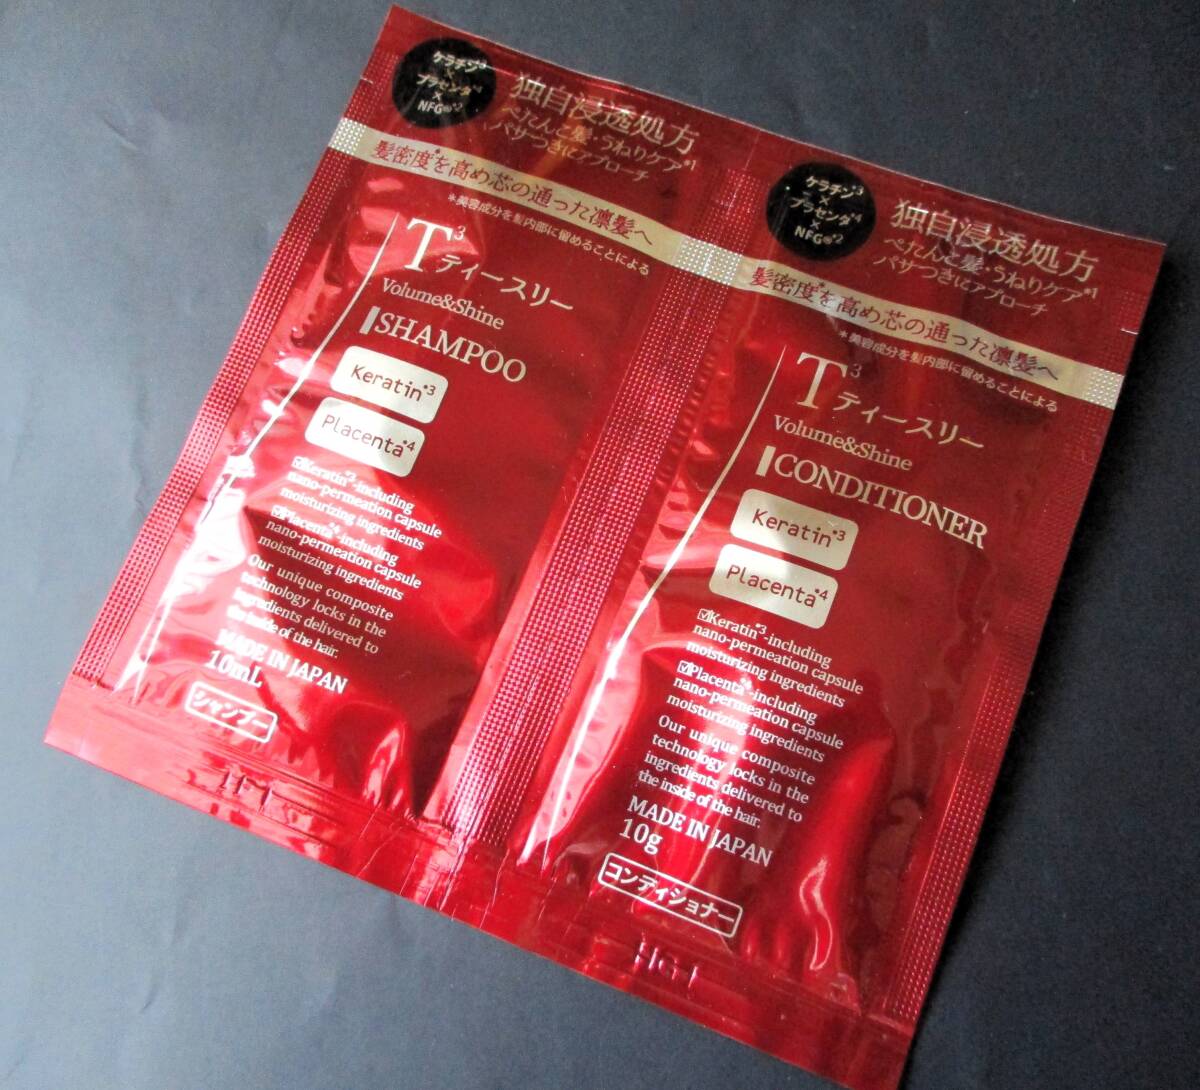 ケラチン*3
×
プラセンタ*4
×
NFG®*2
独自浸透処方
ぺたんこ髪・うねりケア*1
パサつきにアプローチ
髪密度*を高め芯の通った凛髪へ
*美容成分を髪内部に留めることによる
T3
ティースリー
Volume&Shine
SHAMPOO
Keratin*3
Placenta*4
☑Keratin*3-including
nano-permeation capsule
moisturizing ingredients
☑Placenta*4-including
nano-permeation capsule
moisturizing ingredients
Our unique composite
technology locks in the
ingredients delivered to
the inside of the hair.
MADE IN JAPAN
10mL
シャンプー
ケラチン*3
×
プラセンタ*4
×
NFG®*2
独自浸透処方
ぺたんこ髪・うねりケア*1
パサつきにアプローチ
髪密度*を高め芯の通った凛髪へ
*美容成分を髪内部に留めることによる
T3
ティースリー
Volume&Shine
CONDITIONER
Keratin*3
Placenta*4
☑Keratin*3-including
nano-permeation capsule
moisturizing ingredients
☑Placenta*4-including
nano-permeation capsule
moisturizing ingredients
Our unique composite
technology locks in the
ingredients delivered to
the inside of the hair.
MADE IN JAPAN
10g
コンディショナー